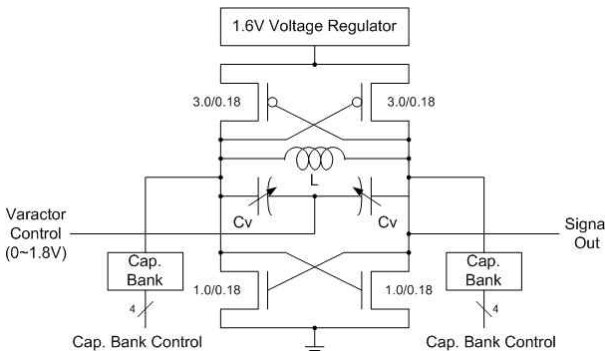 1.6V Voltage Regulator
3.0/0.18
3.0/0.18
L
Cv
Cv
Varactor
Control
(0~1.8V)
Signa
Out
Cap.
Bank
Cap.
Bank
1.0/0.18
1.0/0.18
4
4
Cap. Bank Control
Cap. Bank Control